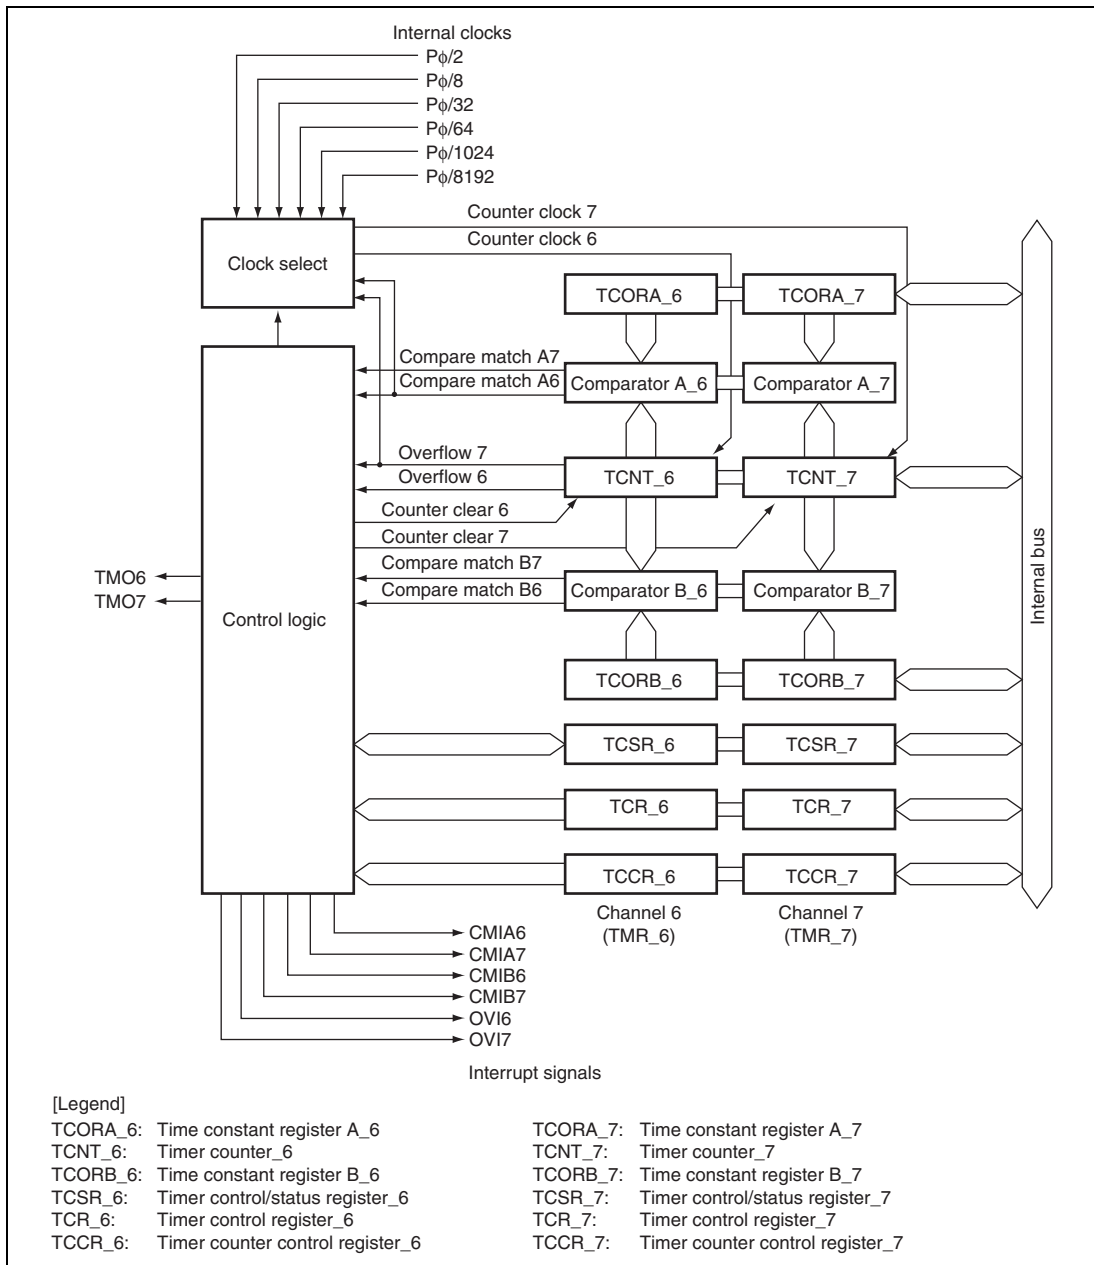 Internal clocks
Pϕ/2
Pϕ/8
Pϕ/32
Pϕ/64
Pϕ/1024
Pϕ/8192
Counter clock 7
Counter clock 6
Clock select
TCORA_6
TCORA_7
Compare match A7
Compare match A6
Comparator A_6
Comparator A_7
Overflow 7
Overflow 6
TCNT_6
TCNT_7
Counter clear 6
Counter clear 7
Compare match B7
Compare match B6
Comparator B_6
Comparator B_7
TMO6
TMO7
Control logic
Internal bus
TCORB_6
TCORB_7
TCSR_6
TCSR_7
TCR_6
TCR_7
TCCR_6
TCCR_7
Channel 6
(TMR_6)
Channel 7
(TMR_7)
CMIA6
CMIA7
CMIB6
CMIB7
OVI6
OVI7
Interrupt signals
[Legend]
TCORA_6: Time constant register A_6
TCNT_6: Timer counter_6
TCORB_6: Time constant register B_6
TCSR_6: Timer control/status register_6
TCR_6: Timer control register_6
TCCR_6: Timer counter control register_6
TCORA_7: Time constant register A_7
TCNT_7: Timer counter_7
TCORB_7: Time constant register B_7
TCSR_7: Timer control/status register_7
TCR_7: Timer control register_7
TCCR_7: Timer counter control register_7